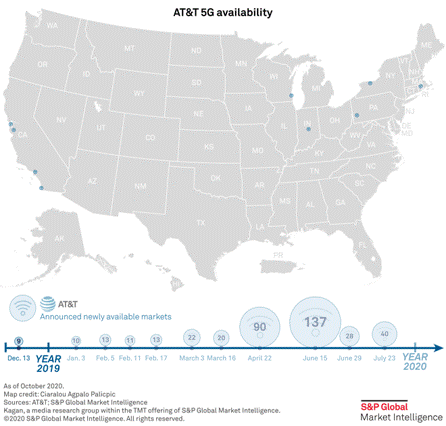 AT&T 5G availability
WA
MT
ND
MN
ME
OR
ID
SD
WI
MI
VT
NH
WY
IA
NE
PA
RI
NJ
NV
UT
IL
IN
OH
DE
MD
CA
CO
KS
MO
WV
VA
KY
AZ
NM
OK
AR
TN
NC
SC
TX
MS
AL
GA
LA
AK
FL
HI
PR
AT&T
Announced newly available markets
9
10
13
11
13
22
20
90
137
28
40
Dec. 13
YEAR
2019
Jan. 3
Feb. 5
Feb. 11
Feb. 17
March 3
March 16
April 22
June 15
June 29
July 23
YEAR
2020
As of October 2020.
Map credit: Ciaralou Agpalo Palicpic
Sources: AT&T; S&P Global Market Intelligence
Kagan, a media research group within the TMT offering of S&P Global
Market Intelligence.
©2020 S&P Global Market Intelligence. All rights reserved.
S&P Global
Market Intelligence